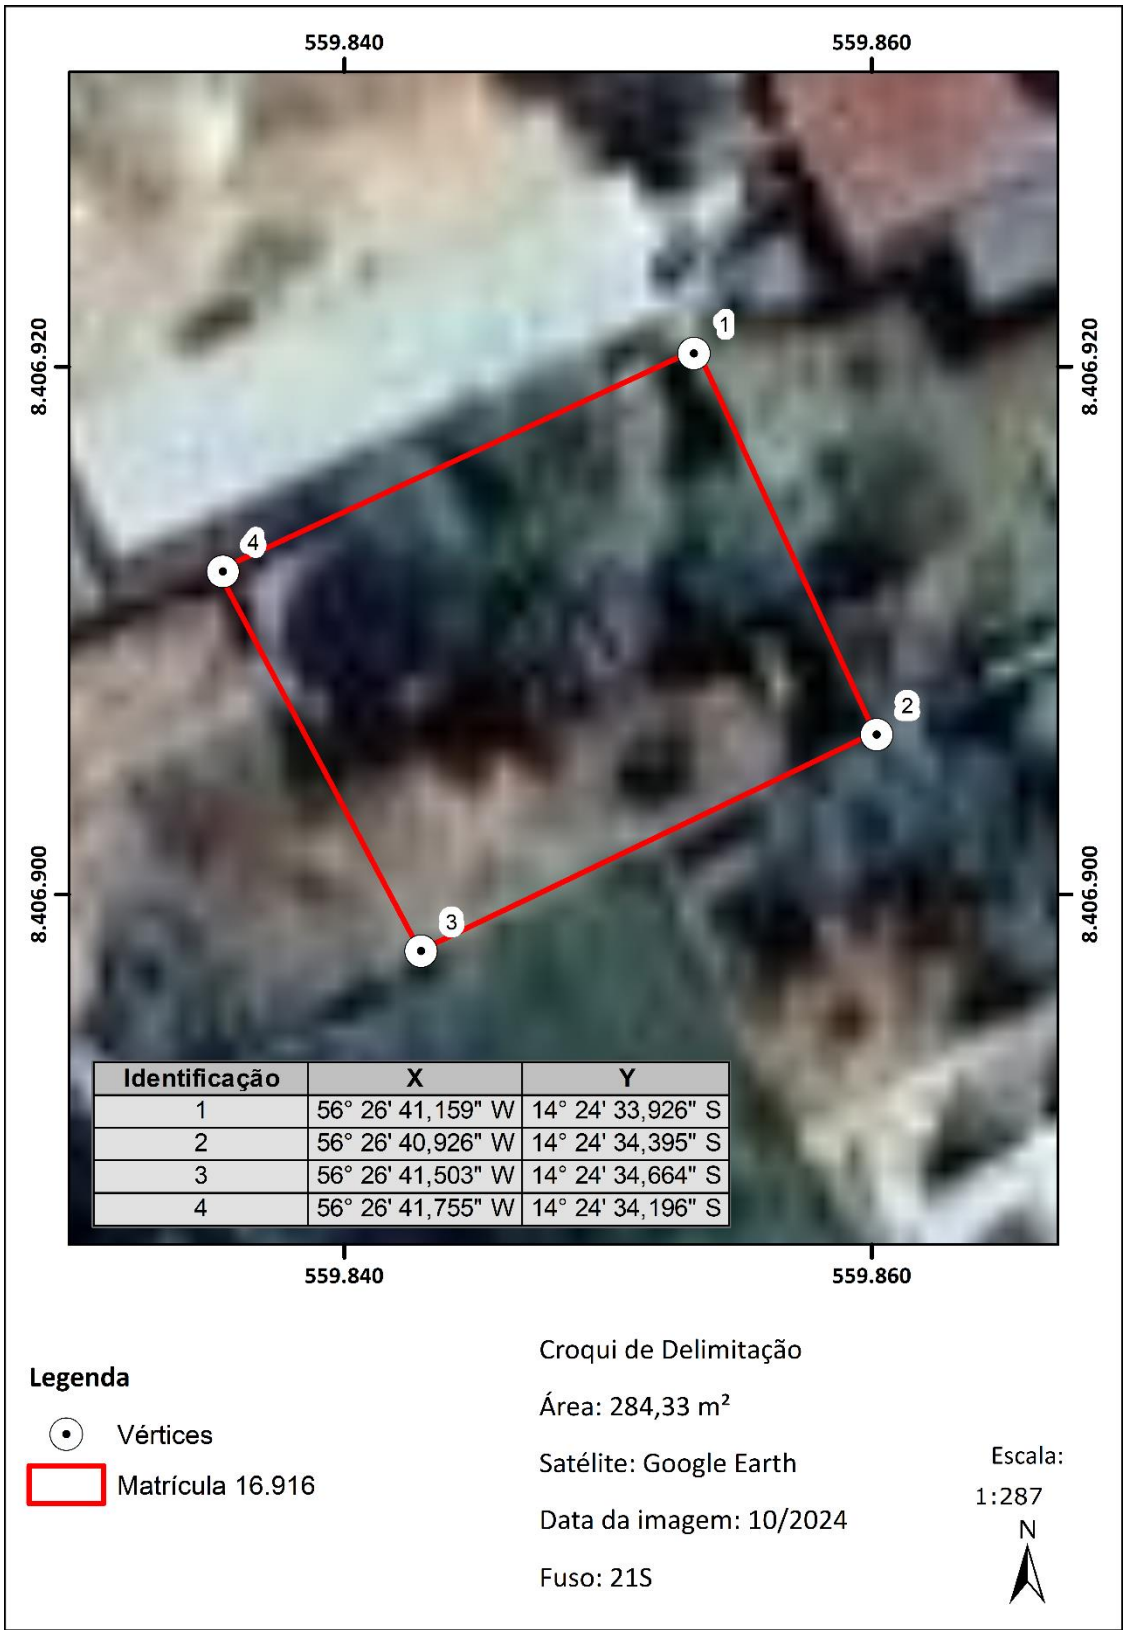 559.840 559.860
8.406.920 8.406.920
1
4
2
8.406.900 8.406.900
3
Identificação X Y
1 56° 26' 41,159" W 14° 24' 33,926" S
2 56° 26' 40,926" W 14° 24' 34,395" S
3 56° 26' 41,503" W 14° 24' 34,664" S
4 56° 26' 41,755" W 14° 24' 34,196" S
559.840 559.860
Legenda
Vértices
Matrícula 16.916
Croqui de Delimitação
Área: 284,33 m²
Satélite: Google Earth
Data da imagem: 10/2024
Fuso: 21S
Escala:
1:287
N